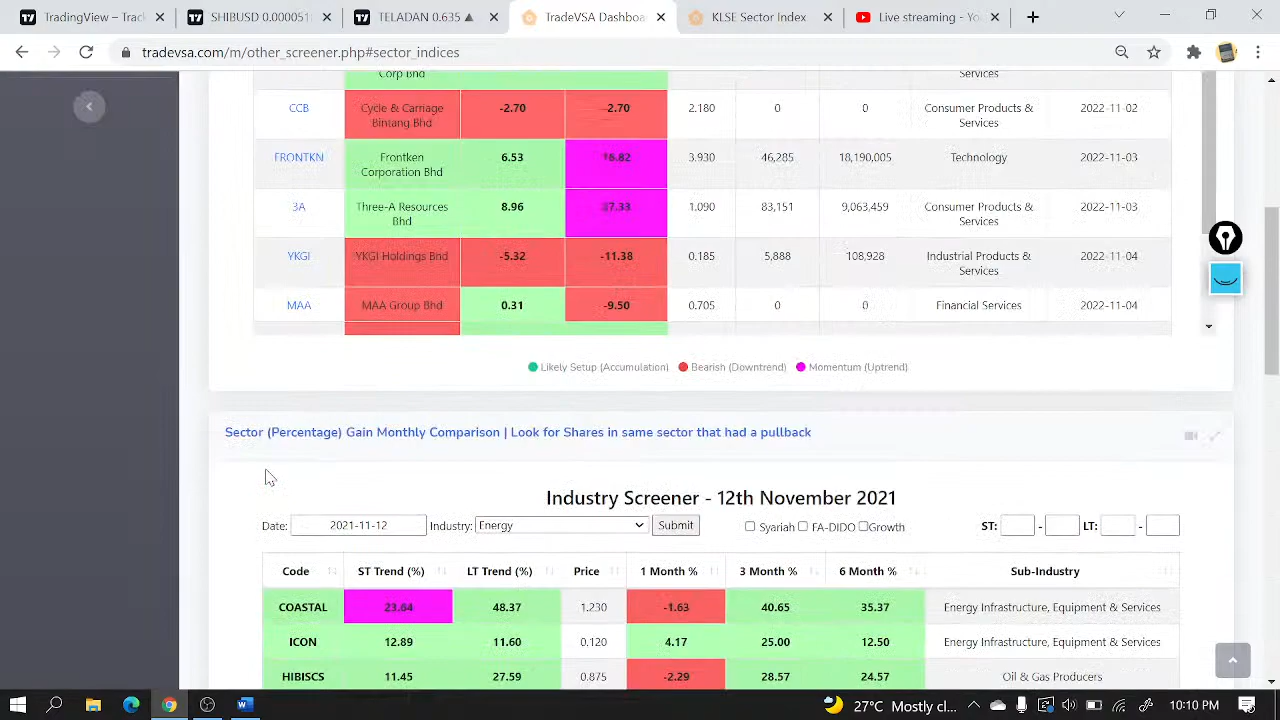 TradingView – Track
SHIBUSD 0.000051
TELADAN 0.635
TradeVSA Dashboa
KLSE Sector Index
Live streaming - Yo
tradevsa.com/m/other_screener.php#sector_indices
Corp Bhd Services
CCB Cycle & Carriage Bintang Bhd -2.70 -2.70 2.180 0 0 Consumer Products & Services 2022-11-02
FRONTKN Frontken Corporation Bhd 6.53 16.82 3.930 46,285 18,190,005 Technology 2022-11-03
3A Three-A Resources Bhd 8.96 1.090 83,151 9,063,459 Consumer Products & Services 2022-11-03
YKGI YKGI Holdings Bhd -5.32 -11.38 0.185 5,888 108,928 Industrial Products & Services 2022-11-04
MAA MAA Group Bhd 0.31 -9.50 0.705 0 0 Financial Services 2022-11-04
Likely Setup (Accumulation) Bearish (Downtrend) Momentum (Uptrend)
Sector (Percentage) Gain Monthly Comparison | Look for Shares in same sector that had a pullback
Industry Screener - 12th November 2021
Date: 2021-11-12 Industry: Energy Submit Syariah FA-DIDO Growth ST: - LT: -
Code ST Trend (%) LT Trend (%) Price 1 Month % 3 Month % 6 Month % Sub-Industry
COASTAL 23.64 48.37 1.230 -1.63 40.65 35.37 Energy Infrastructure, Equipment & Services
ICON 12.89 11.60 0.120 4.17 25.00 12.50 Energy Infrastructure, Equipment & Services
HIBISCS 11.45 27.59 0.875 -2.29 28.57 24.57 Oil & Gas Producers
27°C Mostly cl... 10:10 PM